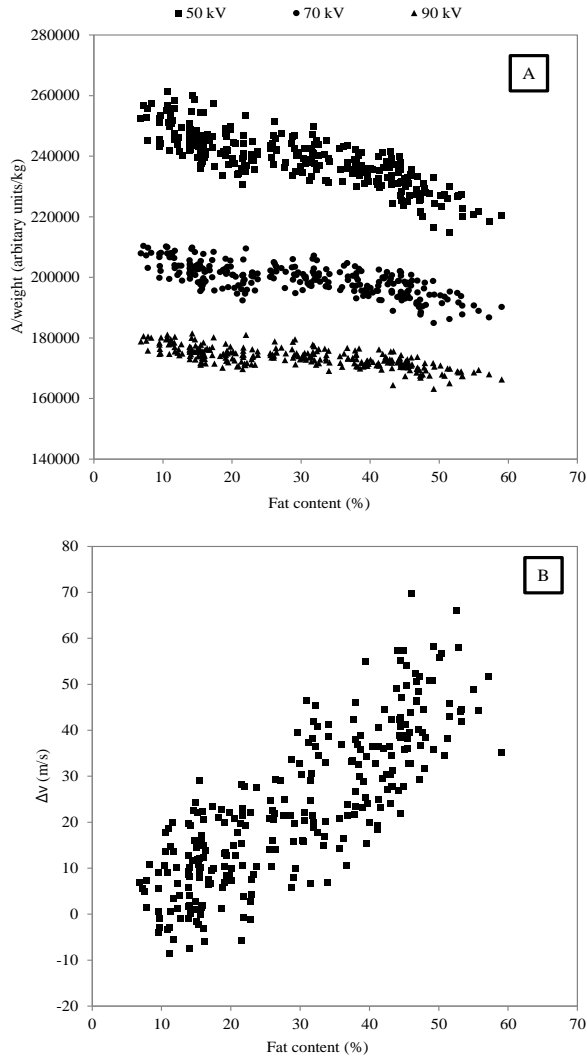 50 kV 70 kV 90 kV
280000
A
260000
240000
220000
200000
180000
160000
140000
A/weight (arbitary units/kg)
0 10 20 30 40 50 60 70
Fat content (%)
80
B
70
60
50
40
30
20
10
0
-10
-20
Δv (m/s)
0 10 20 30 40 50 60 70
Fat content (%)